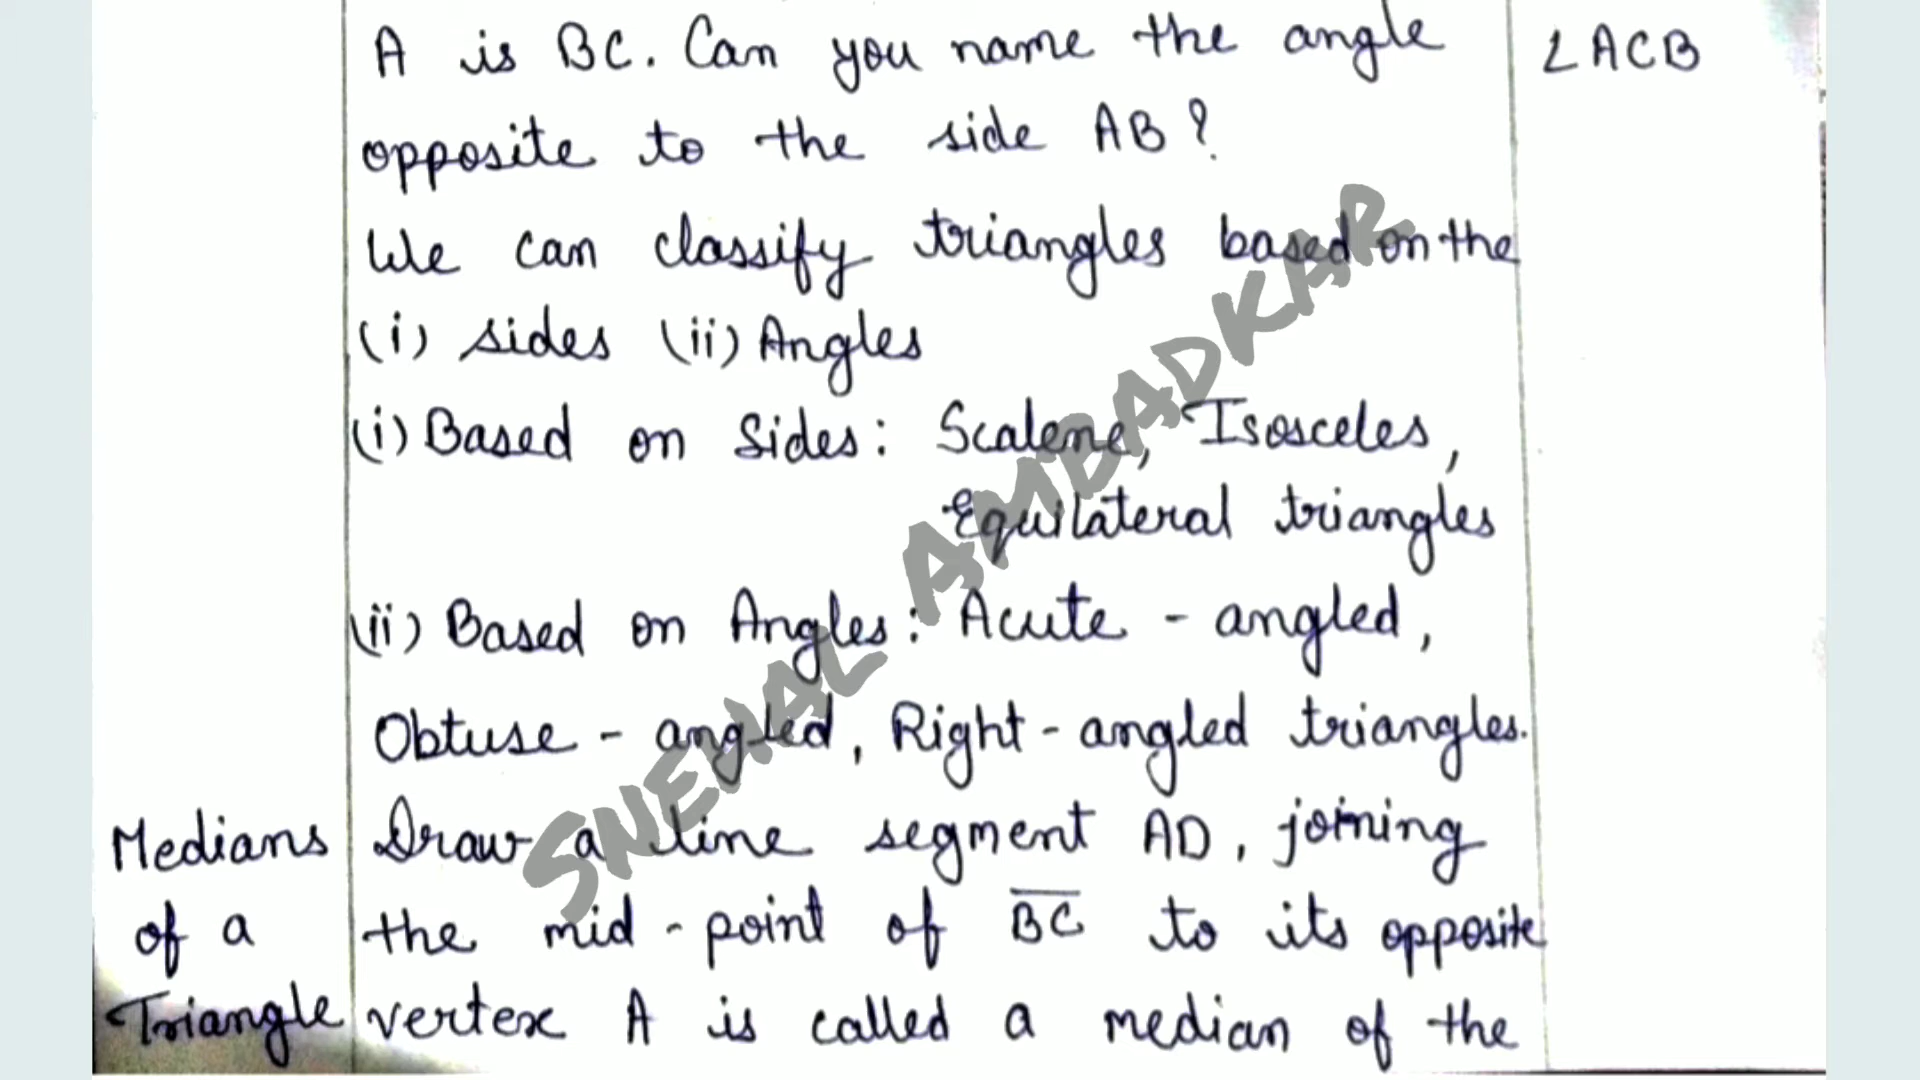 A is BC. Can you name the angle
∠ACB
opposite to the side AB?
We can classify triangles based on the
(i) sides (ii) Angles
(i) Based on Sides: Scalene, Isosceles,
Equilateral triangles
(ii) Based on Angles: Acute - angled,
Obtuse - angled, Right - angled triangles.
Medians
of a
Triangle
Draw a line segment AD, joining
the mid - point of BC to its opposite
vertex A is called a median of the
SNEHAL AMBADKAR